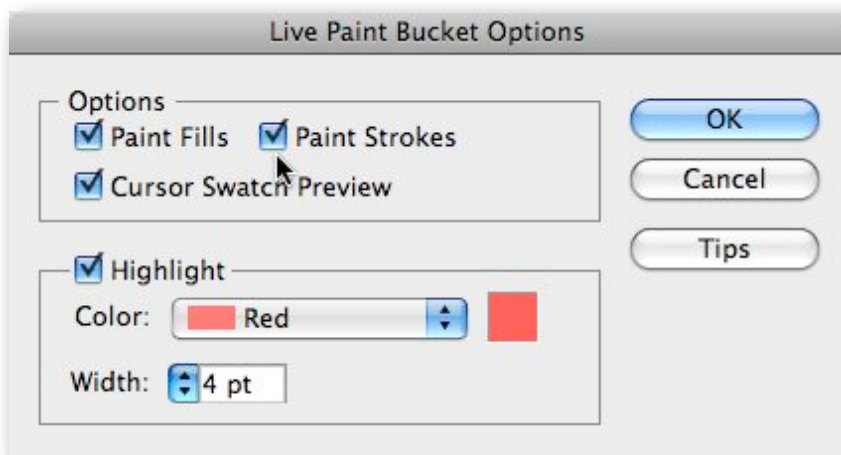 Live Paint Bucket Options
Options
Paint Fills Paint Strokes
Cursor Swatch Preview
OK
Cancel
Tips
Highlight
Color: Red
Width: 4 pt